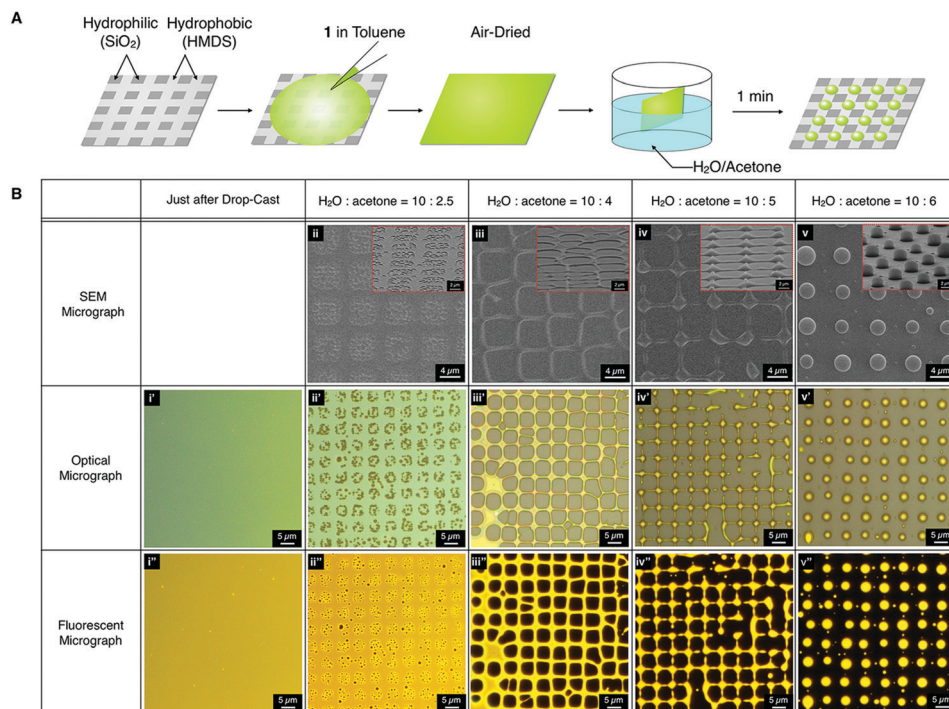 A
Hydrophilic
(SiO₂)
Hydrophobic
(HMDS)
1 in Toluene
Air-Dried
1 min
H₂O/Acetone
B
Just after Drop-Cast
H₂O : acetone = 10 : 2.5
H₂O : acetone = 10 : 4
H₂O : acetone = 10 : 5
H₂O : acetone = 10 : 6
SEM
Micrograph
ii
2 μm
4 μm
iii
2 μm
4 μm
iv
2 μm
4 μm
v
2 μm
4 μm
Optical
Micrograph
i'
5 μm
ii'
5 μm
iii'
5 μm
iv'
5 μm
v'
5 μm
Fluorescent
Micrograph
i"
5 μm
ii"
5 μm
iii"
5 μm
iv"
5 μm
v"
5 μm